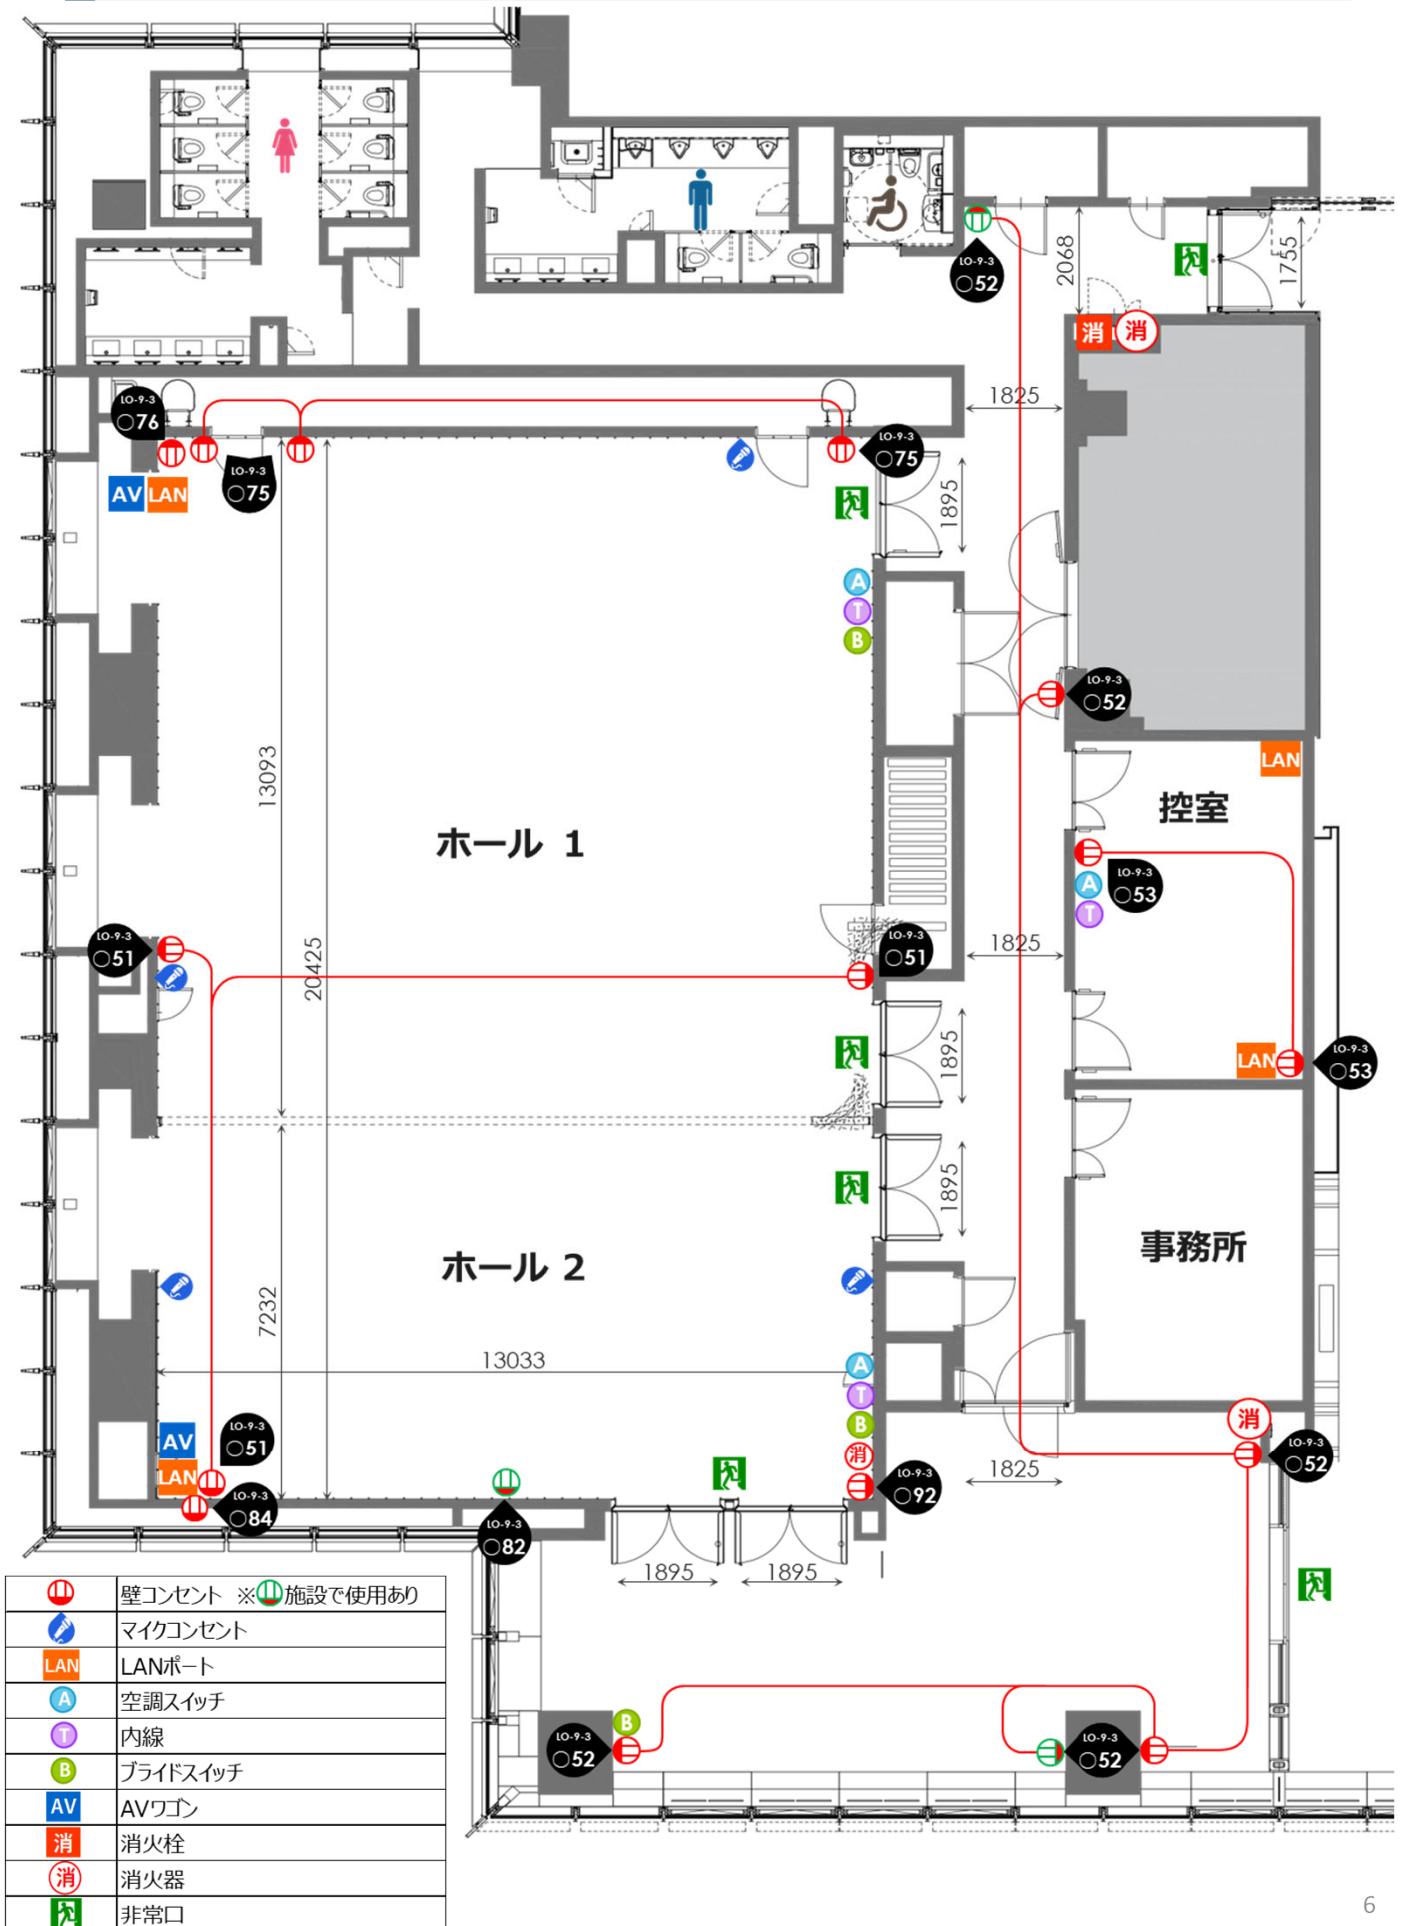 LO-9-3
○52
2068
1755
消
消
1825
LO-9-3
○76
LO-9-3
○75
LO-9-3
○75
AV
LAN
1895
A
T
B
LO-9-3
○52
13093
LAN
控室
ホール 1
A
T
LO-9-3
○53
LO-9-3
○51
LO-9-3
○51
1825
20425
1895
LAN
LO-9-3
○53
1895
事務所
ホール 2
7232
13033
A
T
B
消
AV
LAN
LO-9-3
○51
LO-9-3
○84
LO-9-3
○82
LO-9-3
○92
1825
消
LO-9-3
○52
1895
1895
B
LO-9-3
○52
LO-9-3
○52
壁コンセント ※施設で使用あり
マイクコンセント
LAN LANポート
A 空調スイッチ
T 内線
B ブライドスイッチ
AV AVワゴン
消 消火栓
消 消火器
非常口
6